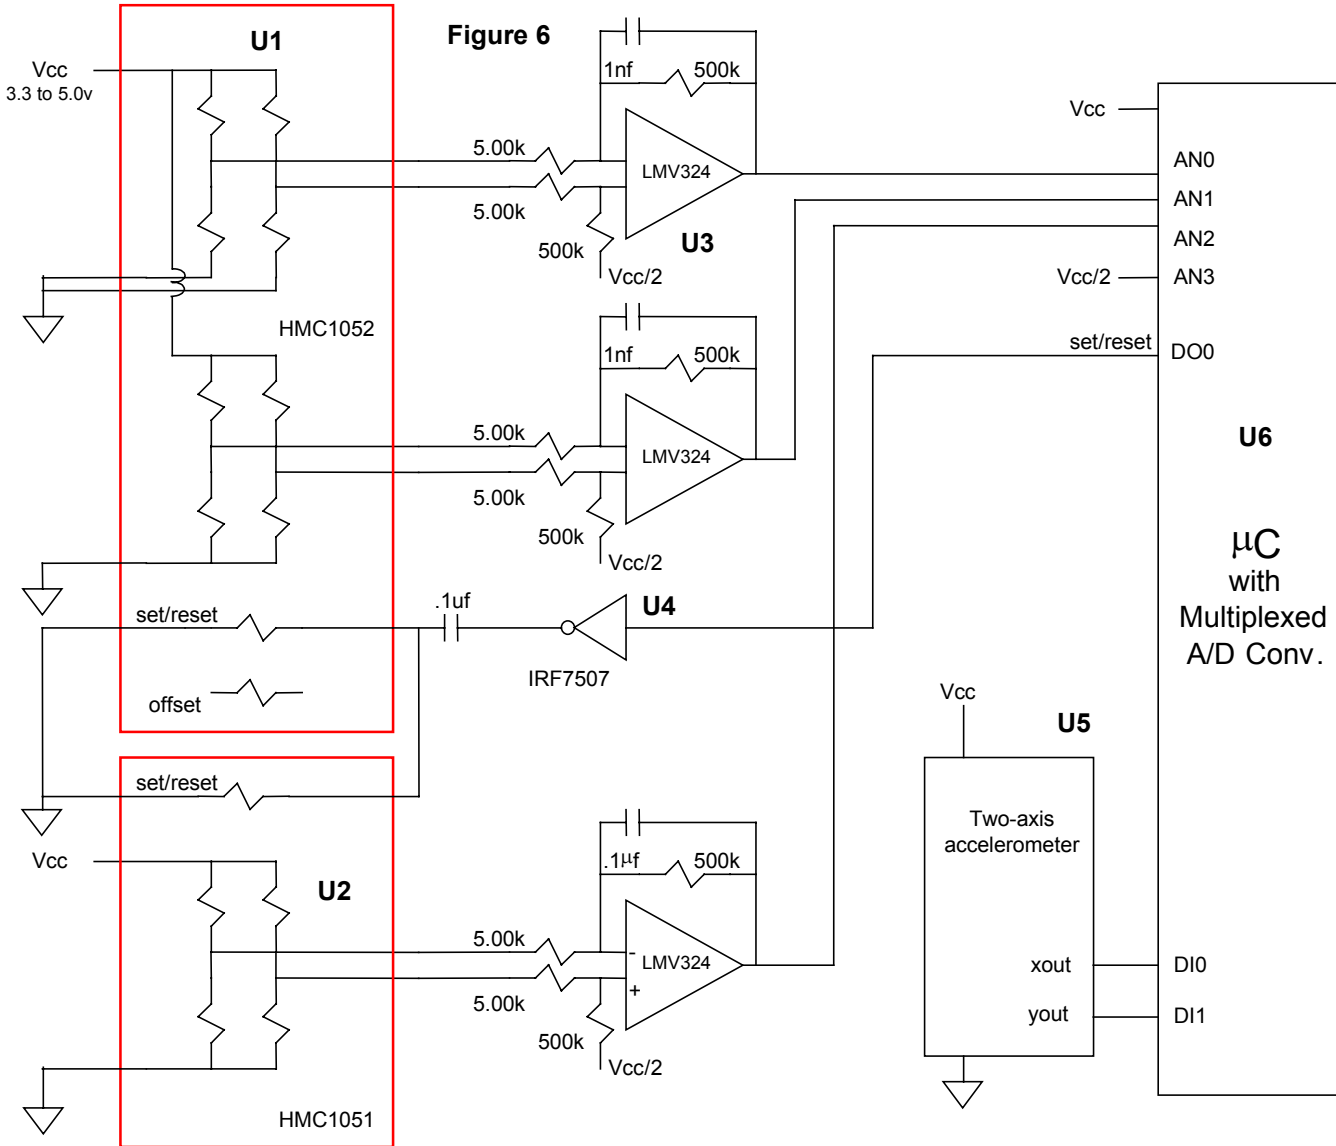 Figure 6
U1
Vcc
3.3 to 5.0v
HMC1052
set/reset
offset
5.00k
5.00k
1nf
500k
LMV324
U3
500k
Vcc/2
5.00k
5.00k
1nf
500k
LMV324
500k
Vcc/2
.1uf
U4
IRF7507
set/reset
Vcc
U2
HMC1051
5.00k
5.00k
.1µf
500k
LMV324
-
+
500k
Vcc/2
Vcc
U5
Two-axis
accelerometer
xout
yout
Vcc
AN0
AN1
AN2
Vcc/2
AN3
set/reset
DO0
U6
µC
with
Multiplexed
A/D Conv.
DI0
DI1